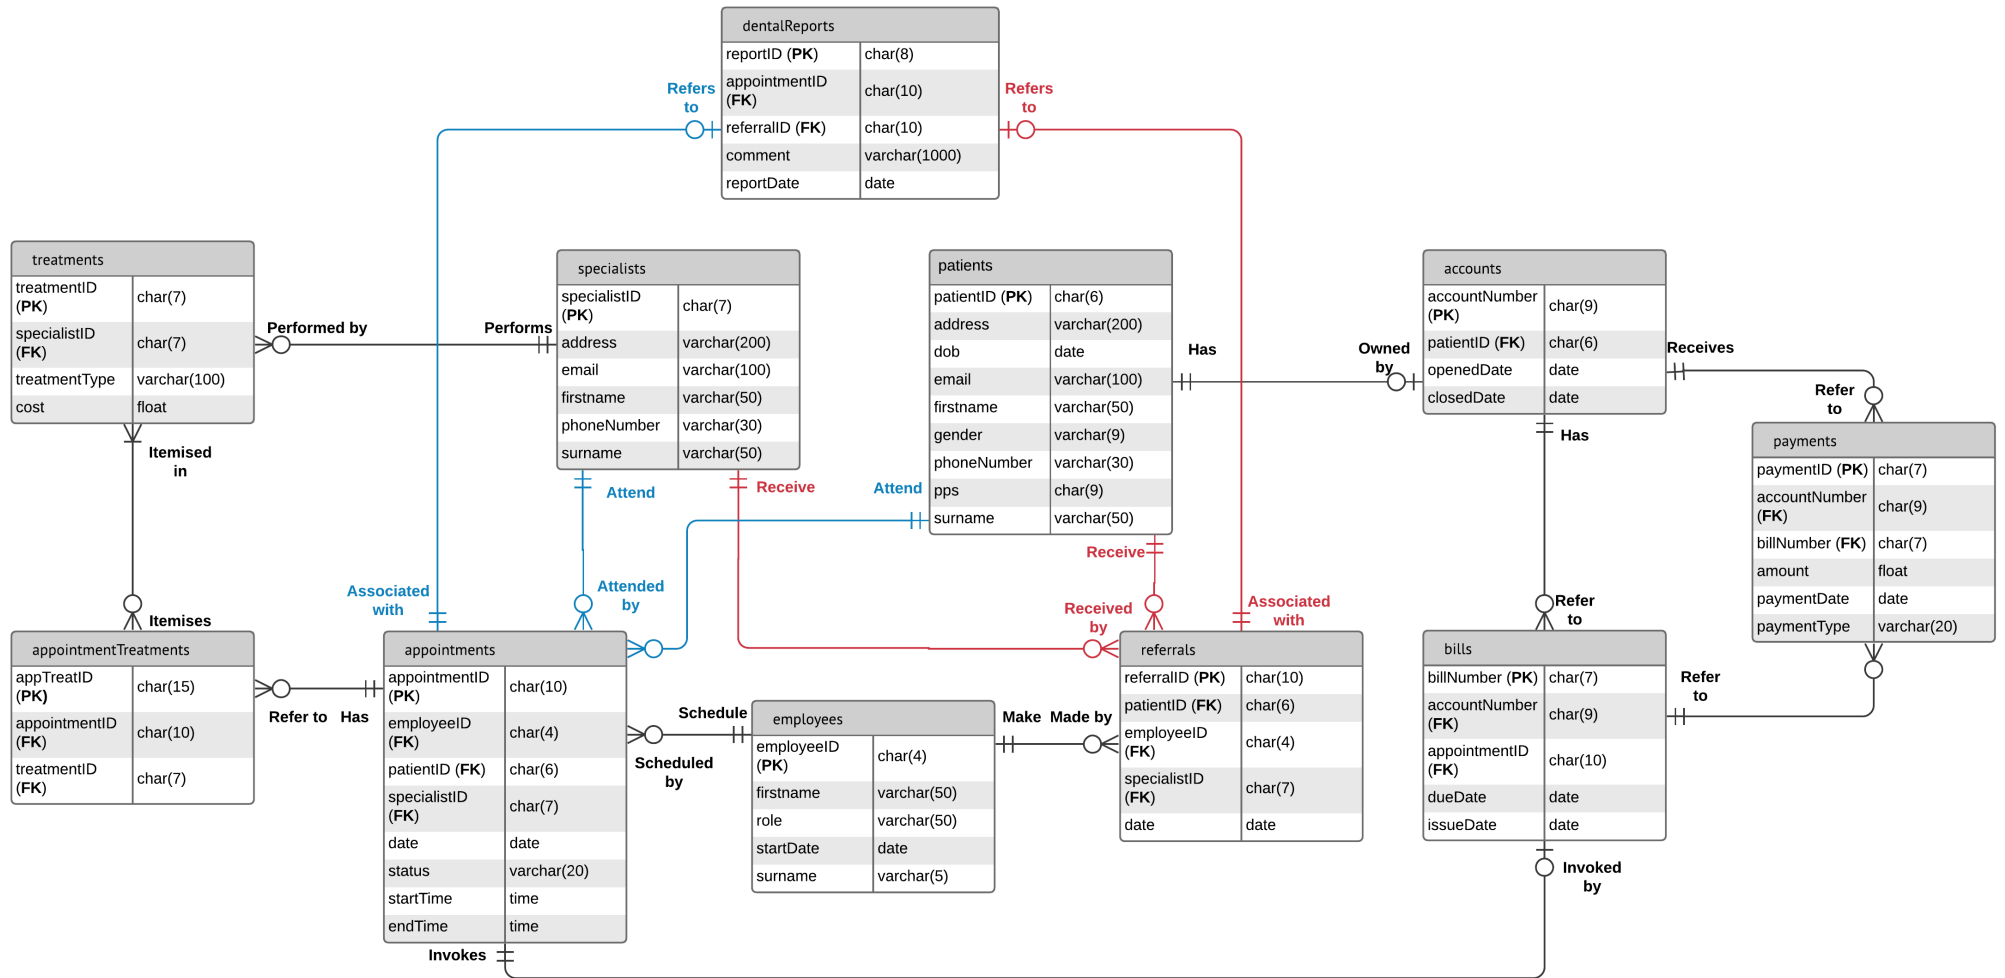 dentalReports
reportID (PK) char(8)
appointmentID
(FK) char(10)
referralID (FK) char(10)
comment varchar(1000)
reportDate date
Refers
to
Refers
to
treatments
treatmentID
(PK) char(7)
specialistID
(FK) char(7)
treatmentType varchar(100)
cost float
Performed by
Performs
specialists
specialistID
(PK) char(7)
address varchar(200)
email varchar(100)
firstname varchar(50)
phoneNumber varchar(30)
surname varchar(50)
patients
patientID (PK) char(6)
address varchar(200)
dob date
email varchar(100)
firstname varchar(50)
gender varchar(9)
phoneNumber varchar(30)
pps char(9)
surname varchar(50)
Has
Owned
by
accounts
accountNumber
(PK) char(9)
patientID (FK) char(6)
openedDate date
closedDate date
Receives
Refer
to
Has
payments
paymentID (PK) char(7)
accountNumber
(FK) char(9)
billNumber (FK) char(7)
amount float
paymentDate date
paymentType varchar(20)
Itemised
in
Attend
Receive
Attend
Receive
Itemises
Associated
with
Attended
by
Received
by
Associated
with
Refer
to
appointmentTreatments
appTreatID
(PK) char(15)
appointmentID
(FK) char(10)
treatmentID
(FK) char(7)
Refer to Has
appointments
appointmentID
(PK) char(10)
employeeID
(FK) char(4)
patientID (FK) char(6)
specialistID
(FK) char(7)
date date
status varchar(20)
startTime time
endTime time
Schedule
Scheduled
by
employees
employeeID
(PK) char(4)
firstname varchar(50)
role varchar(50)
startDate date
surname varchar(5)
Make Made by
referrals
referralID (PK) char(10)
patientID (FK) char(6)
employeeID
(FK) char(4)
specialistID
(FK) char(7)
date date
bills
billNumber (PK) char(7)
accountNumber
(FK) char(9)
appointmentID
(FK) char(10)
dueDate date
issueDate date
Refer
to
Invoked
by
Invokes